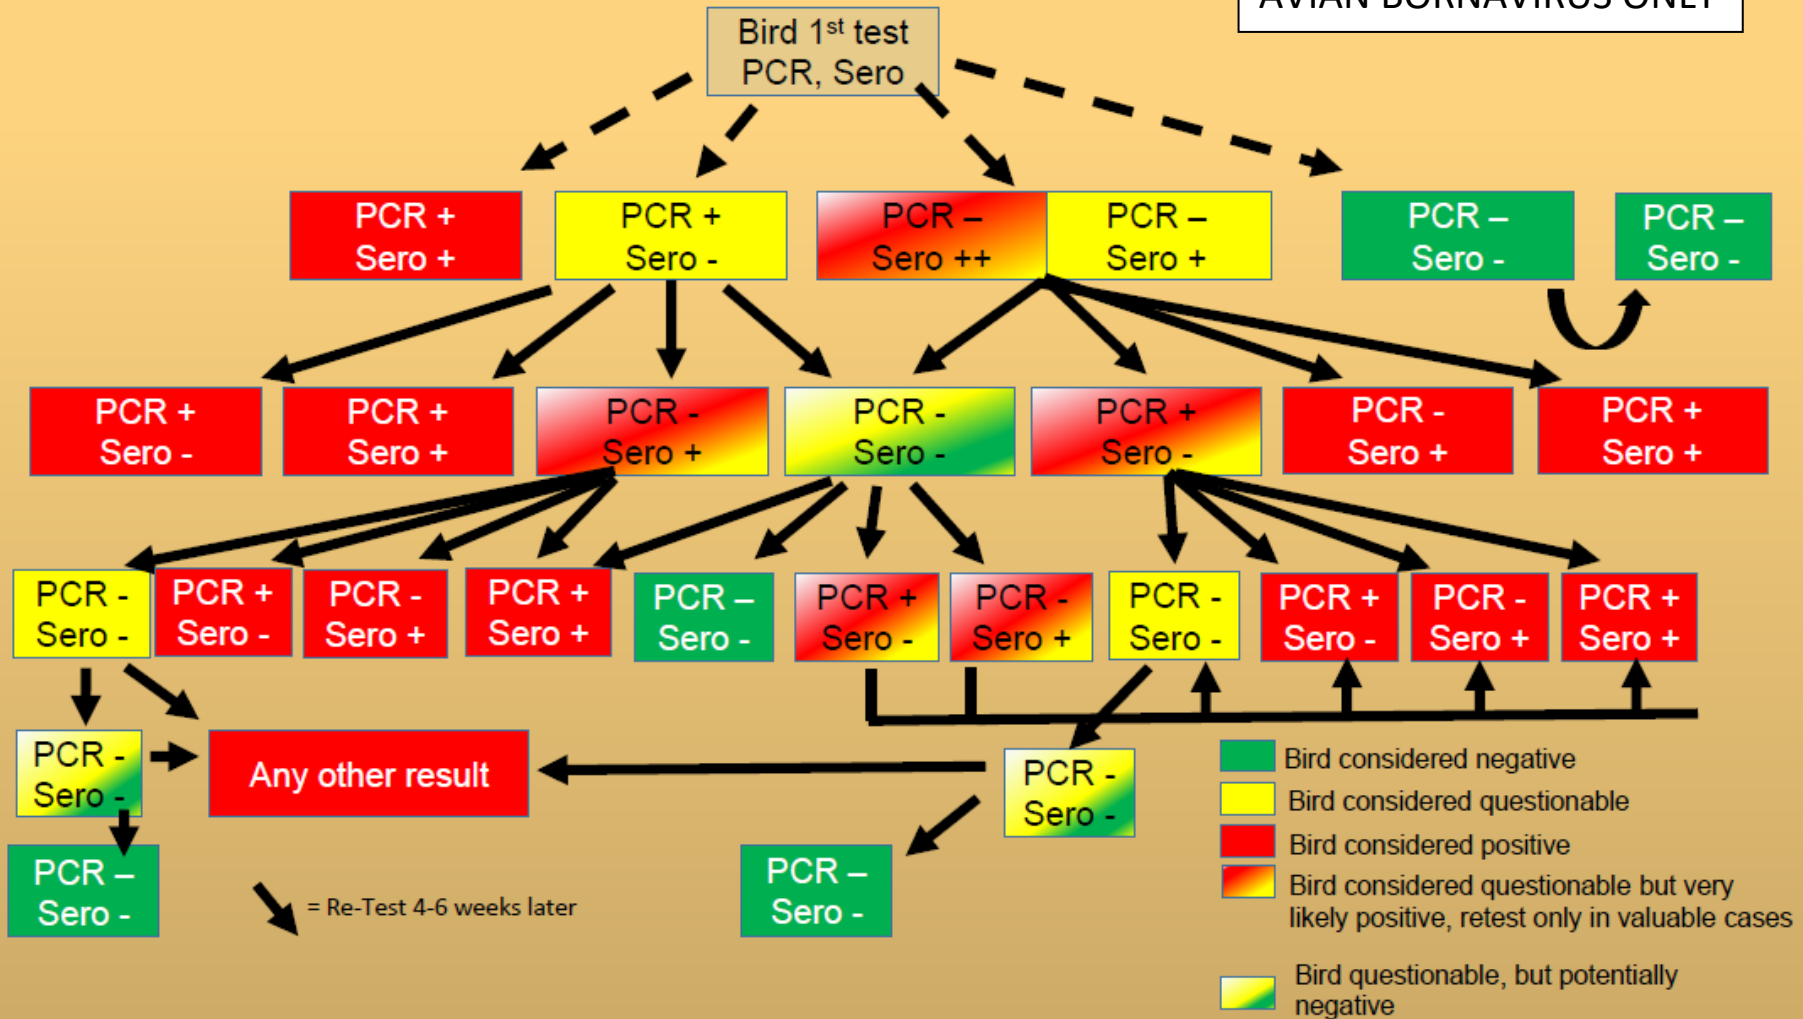 AVIAN BORNAVIRUS ONLY
Bird 1st test
PCR, Sero
PCR +
Sero +
PCR +
Sero -
PCR –
Sero ++
PCR –
Sero +
PCR –
Sero -
PCR –
Sero -
PCR +
Sero -
PCR +
Sero +
PCR -
Sero +
PCR -
Sero -
PCR +
Sero -
PCR -
Sero +
PCR +
Sero +
PCR -
Sero -
PCR +
Sero -
PCR -
Sero +
PCR +
Sero +
PCR –
Sero -
PCR +
Sero -
PCR -
Sero +
PCR -
Sero -
PCR +
Sero -
PCR -
Sero +
PCR +
Sero +
PCR -
Sero -
Any other result
PCR -
Sero -
PCR –
Sero -
= Re-Test 4-6 weeks later
PCR –
Sero -
Bird considered negative
Bird considered questionable
Bird considered positive
Bird considered questionable but very
likely positive, retest only in valuable cases
Bird questionable, but potentially
negative